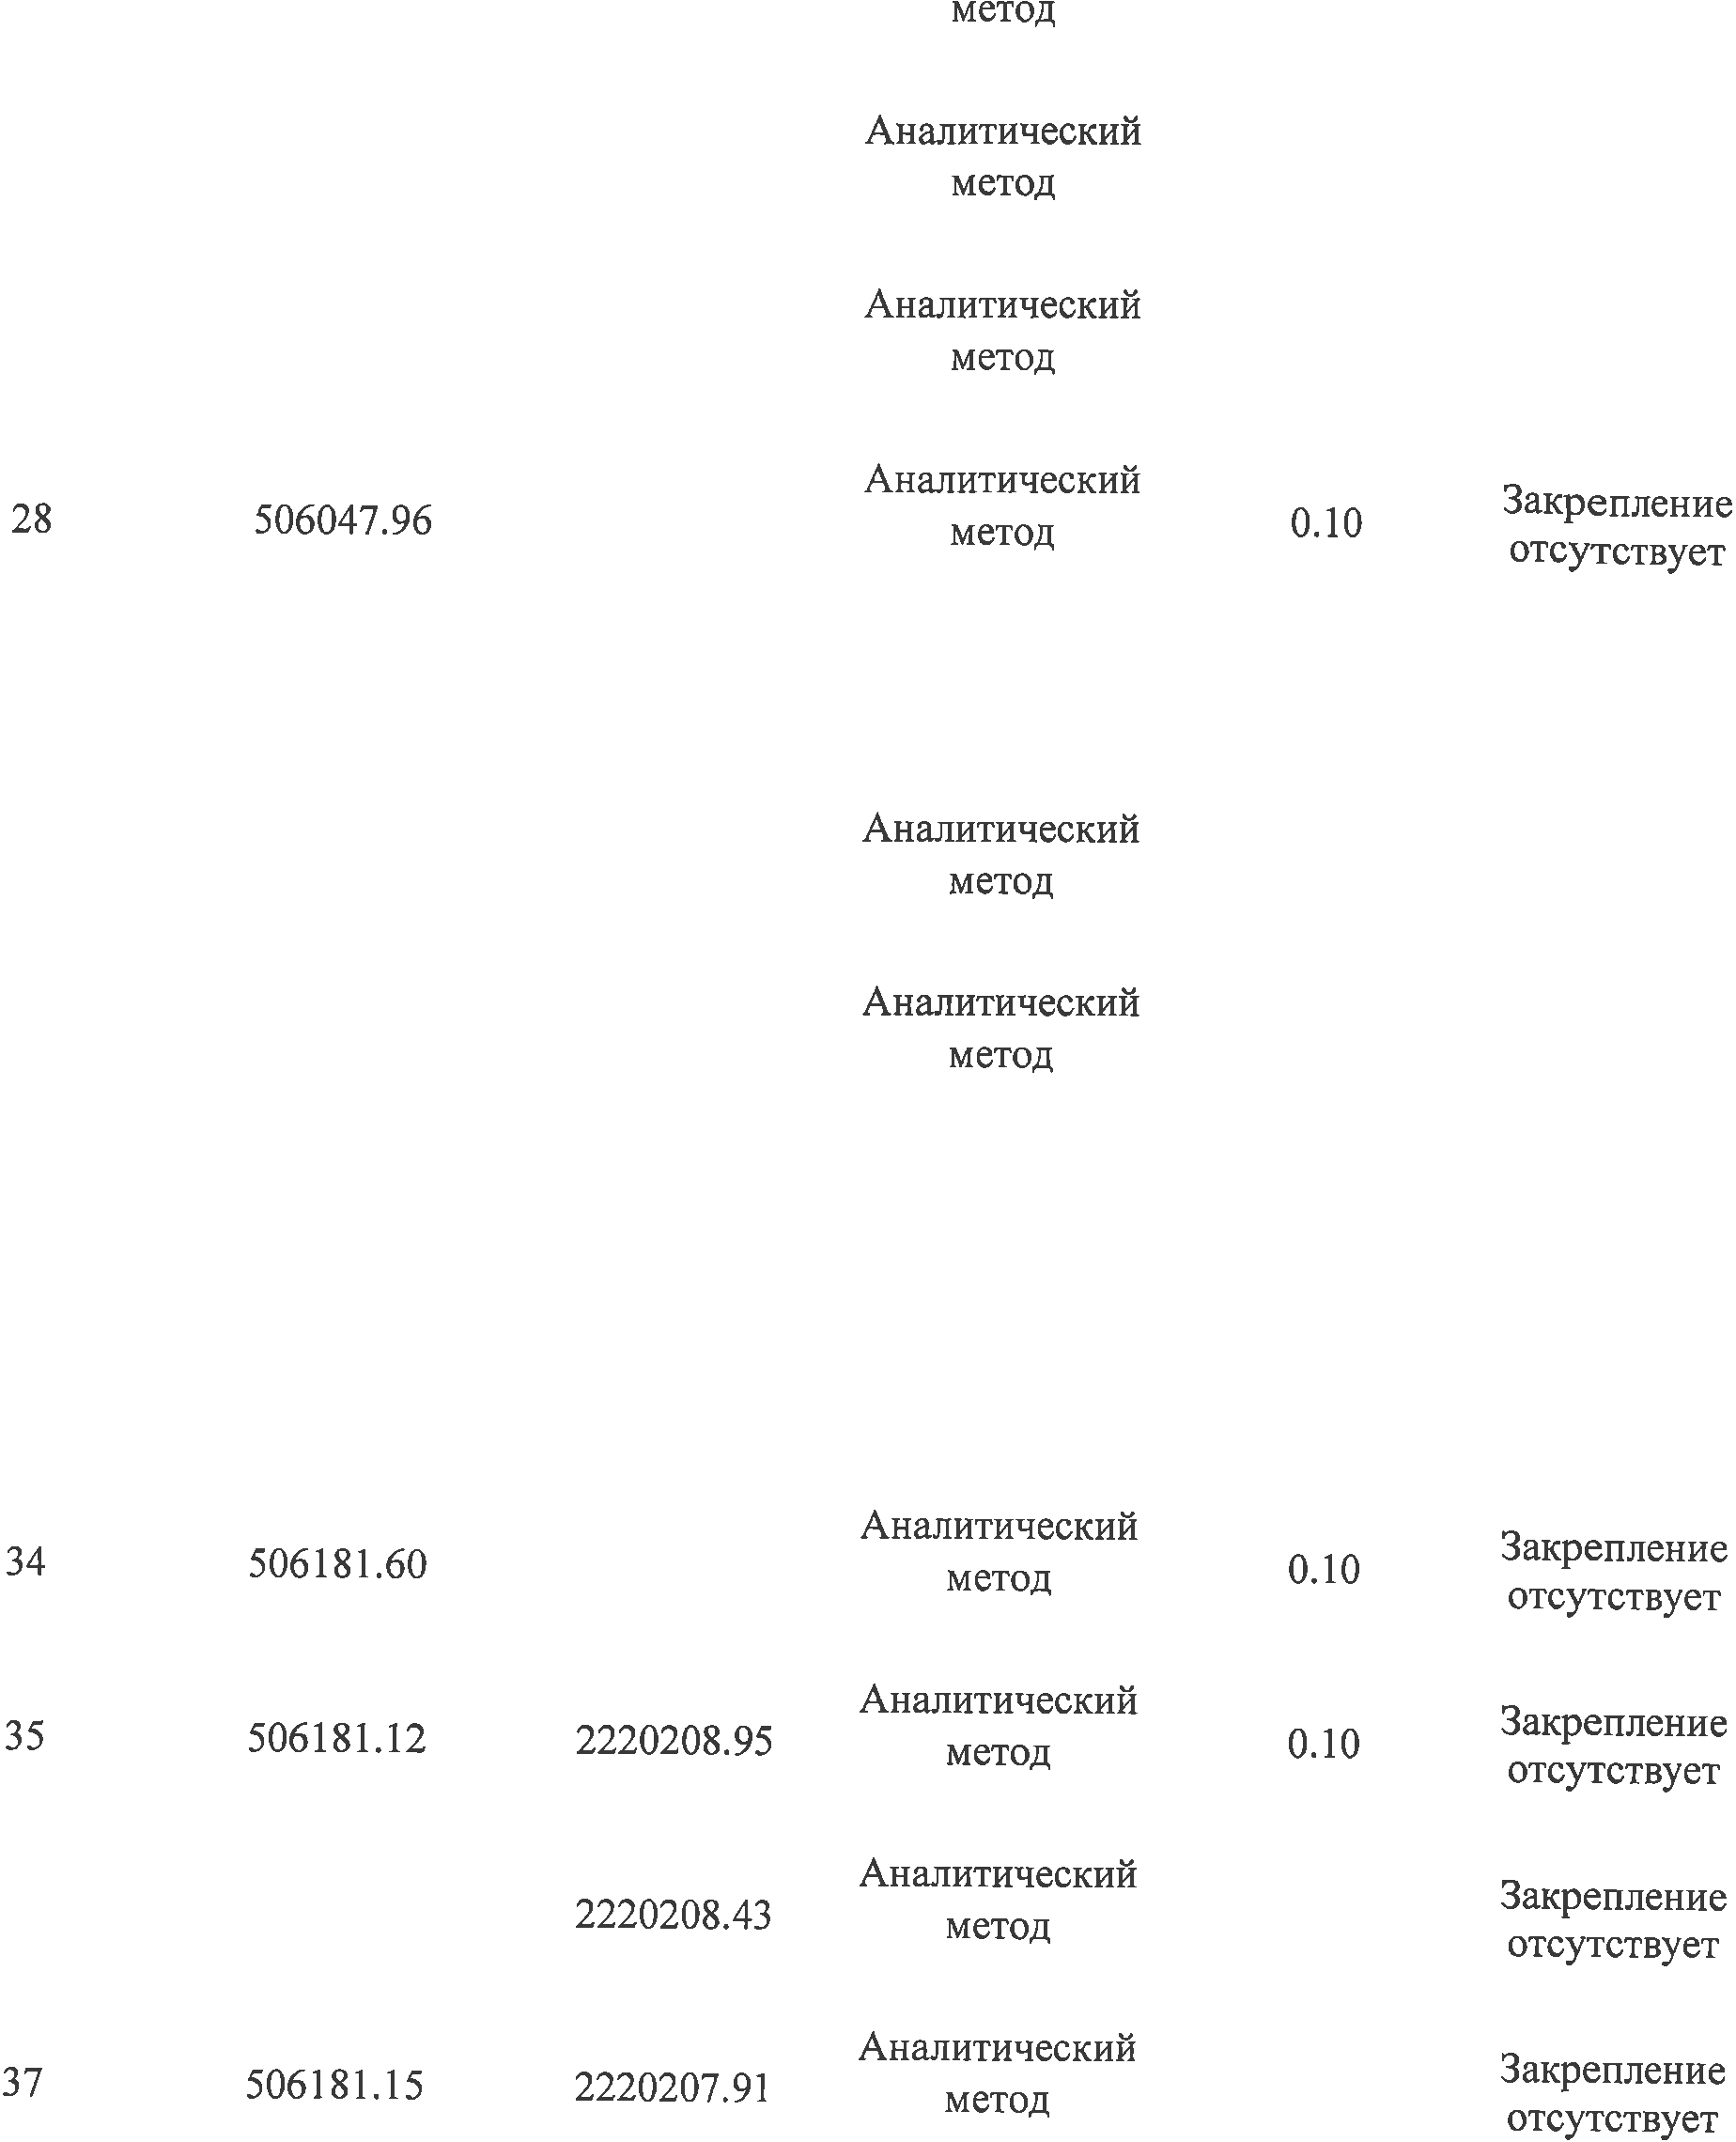 метод
Аналитический
метод
Аналитический
метод
28 506047.96 Аналитический метод 0.10 Закрепление отсутствует
Аналитический
метод
Аналитический
метод
34 506181.60 Аналитический метод 0.10 Закрепление отсутствует
35 506181.12 2220208.95 Аналитический метод 0.10 Закрепление отсутствует
2220208.43 Аналитический метод Закрепление отсутствует
37 506181.15 2220207.91 Аналитический метод Закрепление отсутствует